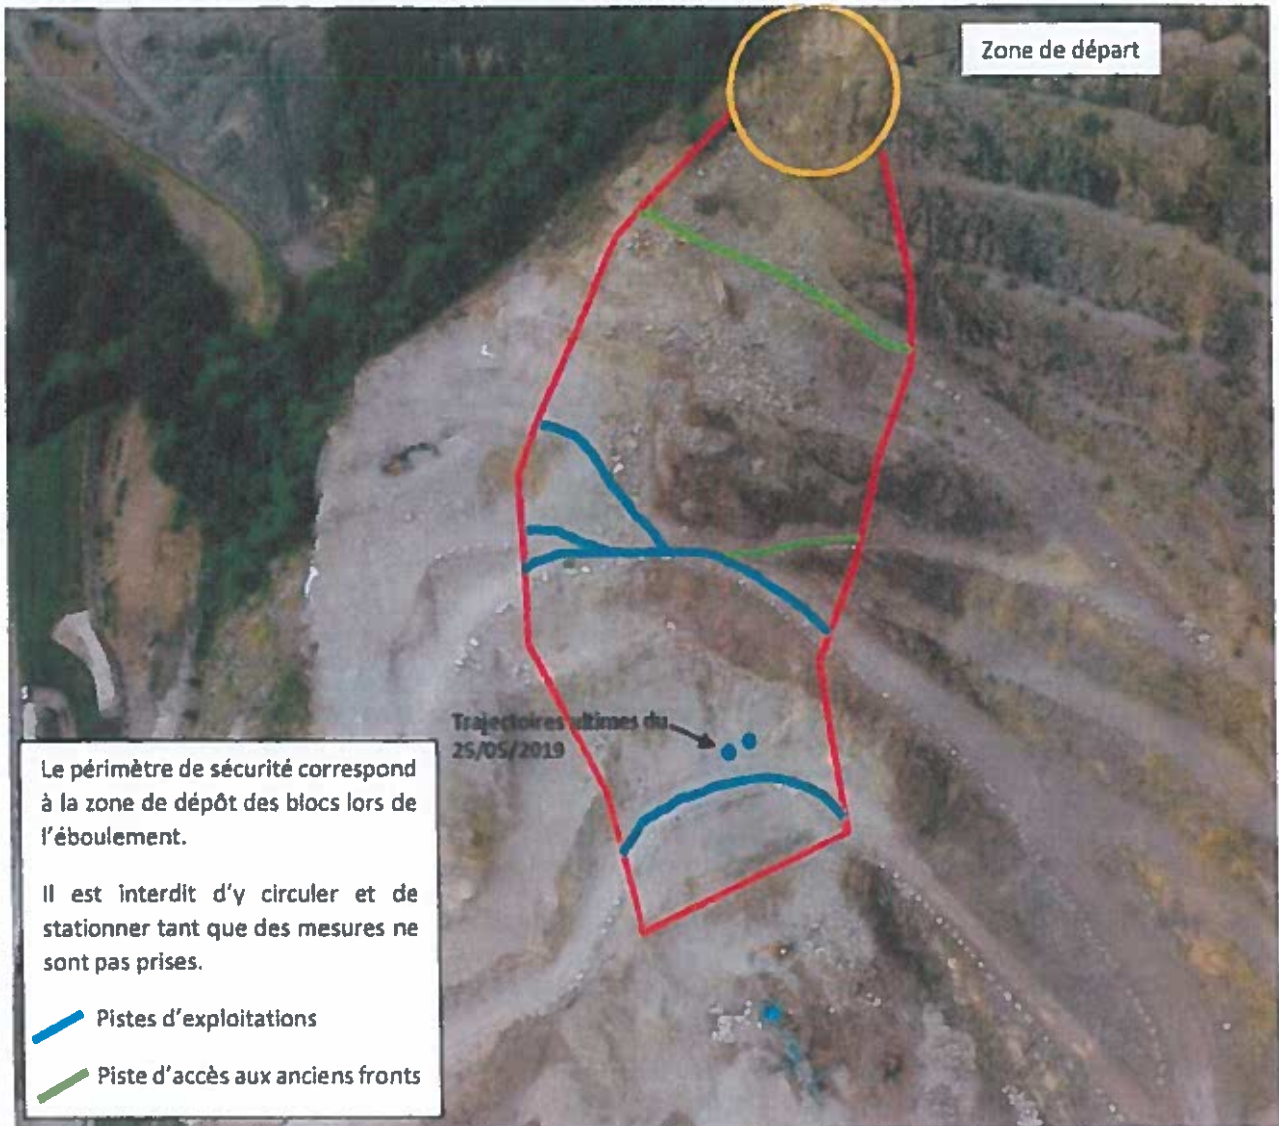 Zone de départ
Trajectoires ultimes du
25/05/2019
Le périmètre de sécurité correspond
à la zone de dépôt des blocs lors de
l'éboulement.
Il est interdit d'y circuler et de
stationner tant que des mesures ne
sont pas prises.
Pistes d'exploitations
Piste d'accès aux anciens fronts